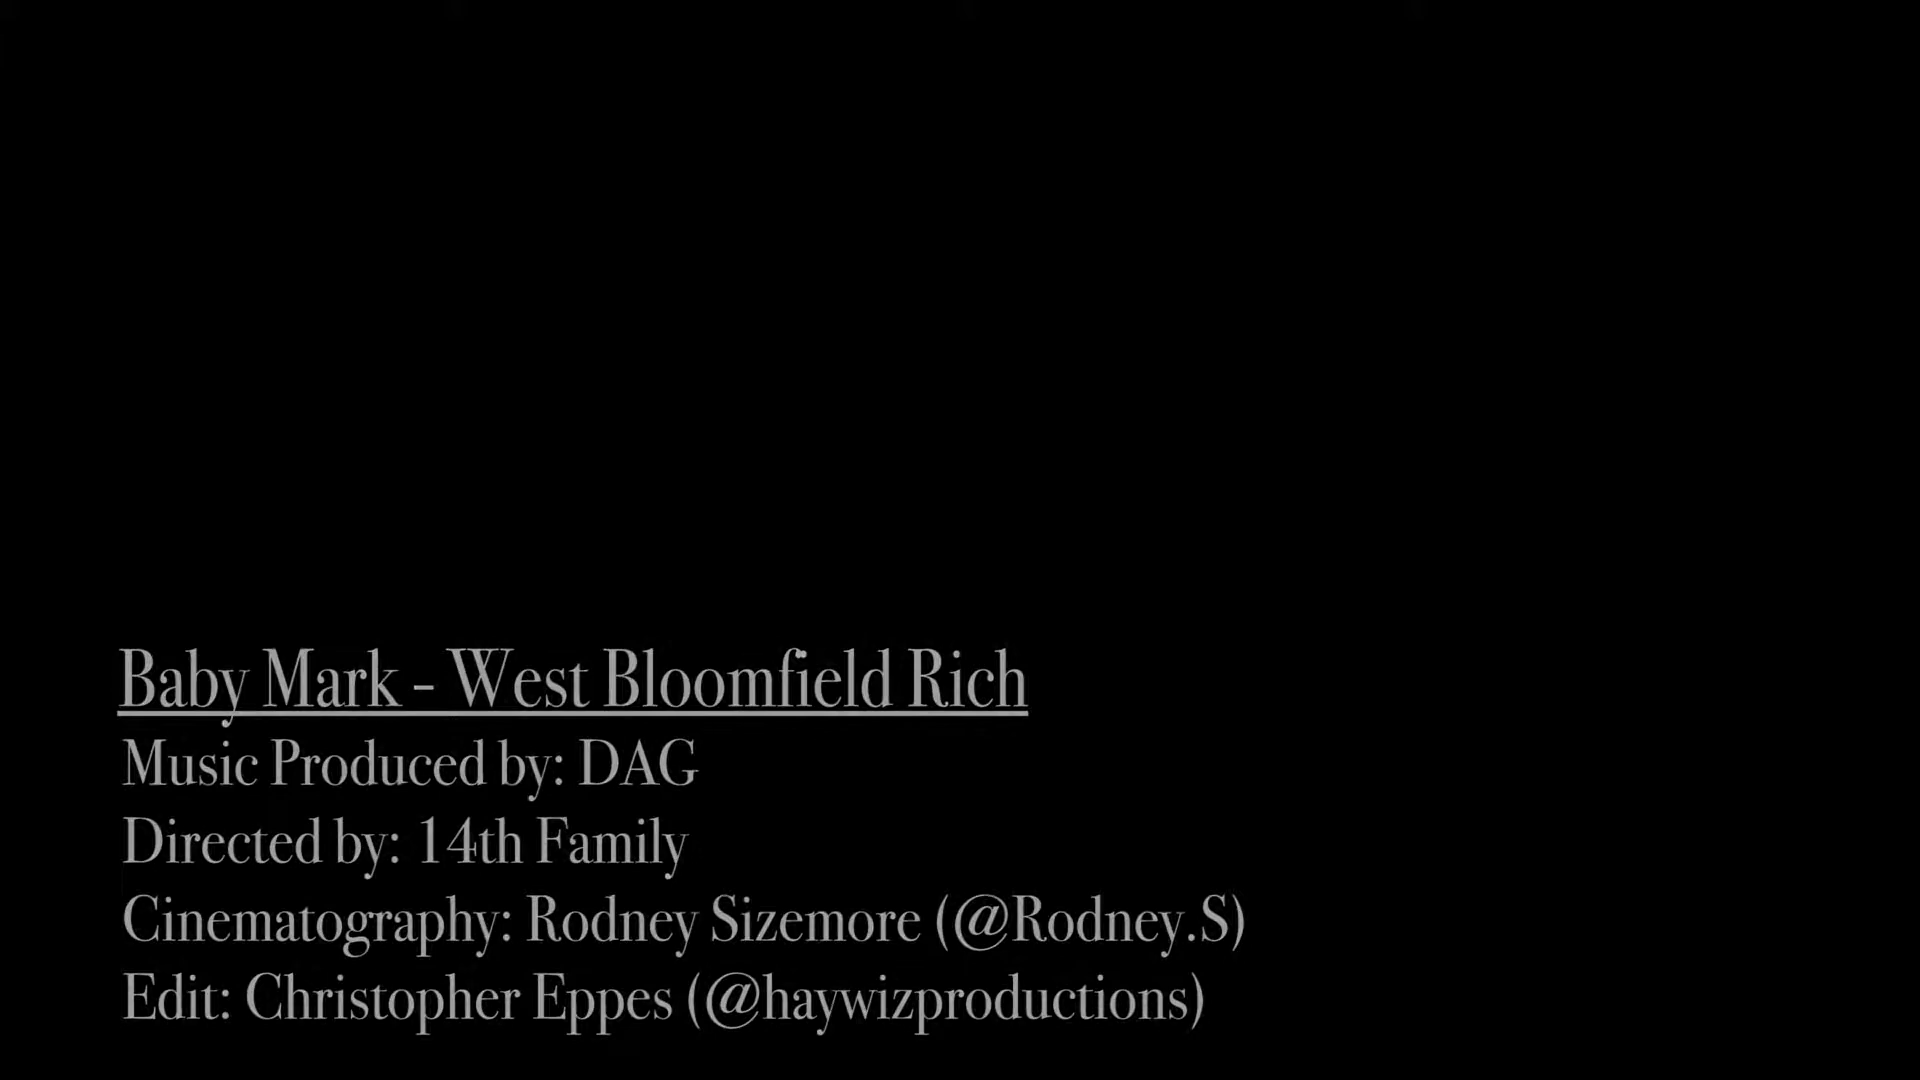 Baby Mark - West Bloomfield Rich
Music Produced by: DAG
Directed by: 14th Family
Cinematography: Rodney Sizemore (@Rodney.S)
Edit: Christopher Eppes (@haywizproductions)